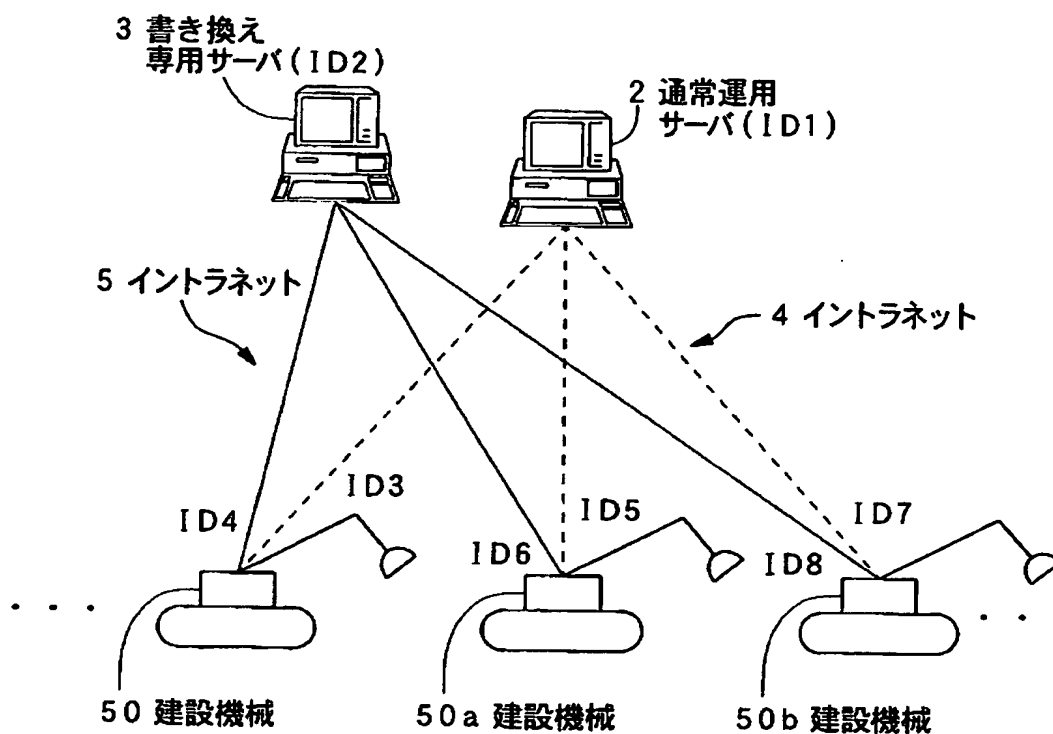 3 書き換え
専用サーバ(ID2)
2 通常運用
サーバ(ID1)
5 イントラネット
4 イントラネット
ID3
ID4
ID5
ID6
ID7
ID8
50 建設機械
50a 建設機械
50b 建設機械